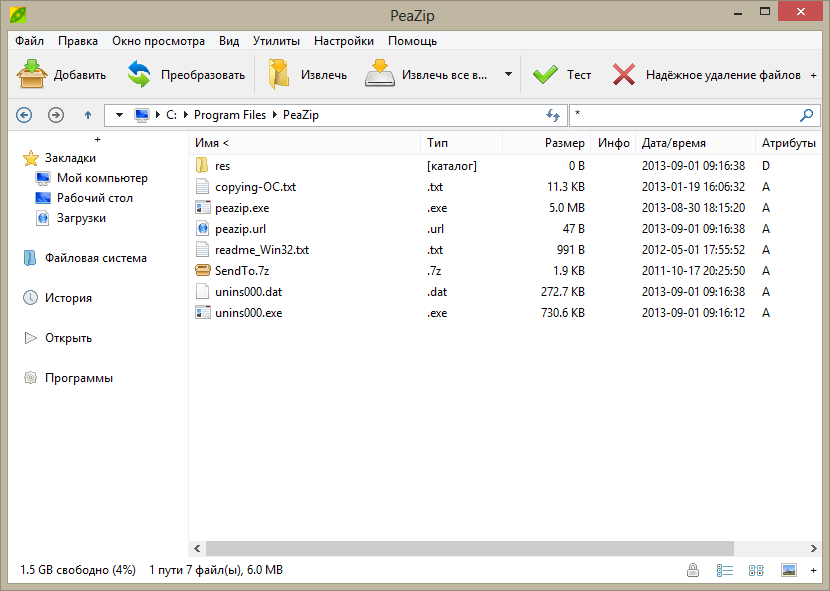 PeaZip
Файл Правка Окно просмотра Вид Утилиты Настройки Помощь
Добавить Преобразовать Извлечь Извлечь все в... Тест Надёжное удаление файлов +
C: Program Files PeaZip *
+
Закладки
Мой компьютер
Рабочий стол
Загрузки
Файловая система
История
Открыть
Программы
Имя < Тип Размер Инфо Дата/время Атрибуты
res [каталог] 0 B 2013-09-01 09:16:38 D
copying-OC.txt .txt 11.3 KB 2013-01-19 16:06:32 A
peazip.exe .exe 5.0 MB 2013-08-30 18:15:20 A
peazip.url .url 47 B 2013-09-01 09:16:38 A
readme_Win32.txt .txt 991 B 2012-05-01 17:55:52 A
SendTo.7z .7z 1.9 KB 2011-10-17 20:25:50 A
unins000.dat .dat 272.7 KB 2013-09-01 09:16:38 A
unins000.exe .exe 730.6 KB 2013-09-01 09:16:12 A
1.5 GB свободно (4%) 1 пути 7 файл(ы), 6.0 MB +